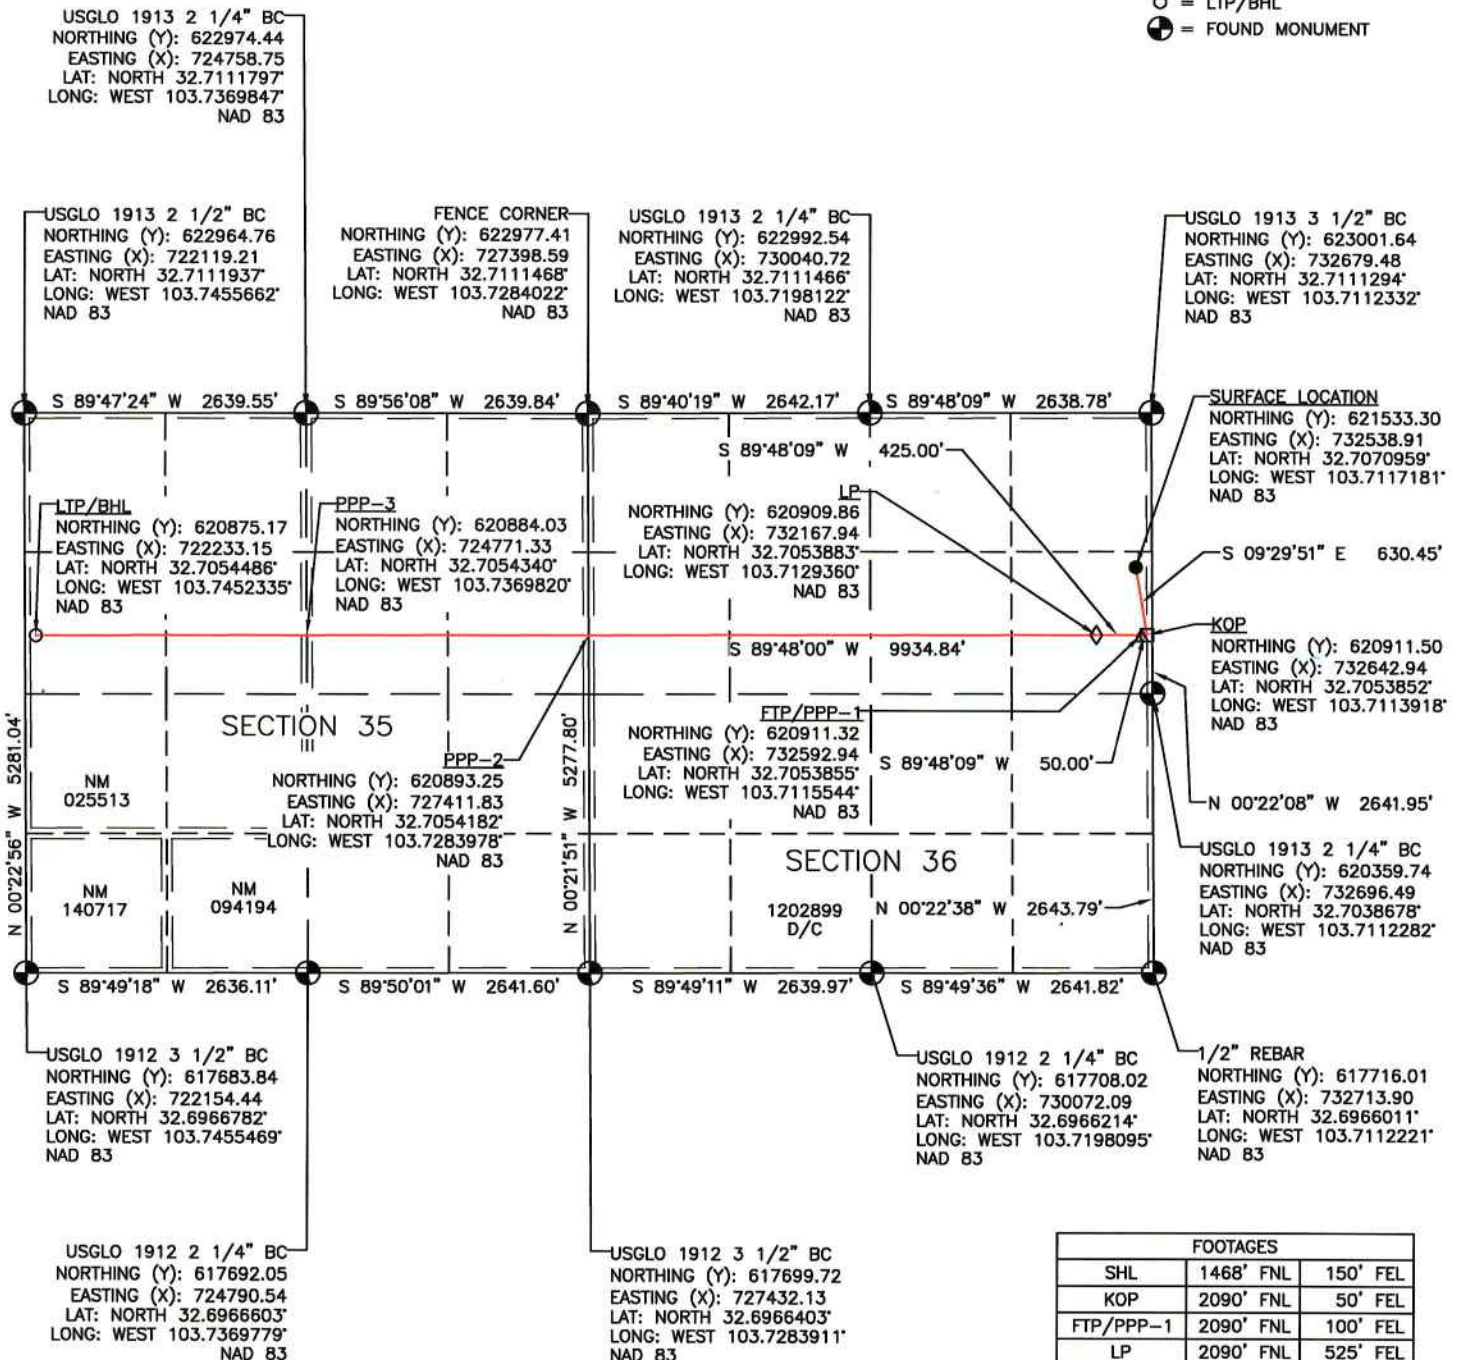 = LTP/BHL
= FOUND MONUMENT
USGLO 1913 2 1/4" BC
NORTHING (Y): 622974.44
EASTING (X): 724758.75
LAT: NORTH 32.7111797°
LONG: WEST 103.7369847°
NAD 83
USGLO 1913 2 1/2" BC
NORTHING (Y): 622964.76
EASTING (X): 722119.21
LAT: NORTH 32.7111937°
LONG: WEST 103.7455662°
NAD 83
FENCE CORNER
NORTHING (Y): 622977.41
EASTING (X): 727398.59
LAT: NORTH 32.7111468°
LONG: WEST 103.7284022°
NAD 83
USGLO 1913 2 1/4" BC
NORTHING (Y): 622992.54
EASTING (X): 730040.72
LAT: NORTH 32.7111466°
LONG: WEST 103.7198122°
NAD 83
USGLO 1913 3 1/2" BC
NORTHING (Y): 623001.64
EASTING (X): 732679.48
LAT: NORTH 32.7111294°
LONG: WEST 103.7112332°
NAD 83
S 89°47'24" W 2639.55'
S 89°56'08" W 2639.84'
S 89°40'19" W 2642.17'
S 89°48'09" W 2638.78'
SURFACE LOCATION
NORTHING (Y): 621533.30
EASTING (X): 732538.91
LAT: NORTH 32.7070959°
LONG: WEST 103.7117181°
NAD 83
S 89°48'09" W 425.00'
LTP/BHL
NORTHING (Y): 620875.17
EASTING (X): 722233.15
LAT: NORTH 32.7054486°
LONG: WEST 103.7452335°
NAD 83
PPP-3
NORTHING (Y): 620884.03
EASTING (X): 724771.33
LAT: NORTH 32.7054340°
LONG: WEST 103.7369820°
NAD 83
LP
NORTHING (Y): 620909.86
EASTING (X): 732167.94
LAT: NORTH 32.7053883°
LONG: WEST 103.7129360°
NAD 83
S 09°29'51" E 630.45'
KOP
NORTHING (Y): 620911.50
EASTING (X): 732642.94
LAT: NORTH 32.7053852°
LONG: WEST 103.7113918°
NAD 83
S 89°48'00" W 9934.84'
SECTION 35
FTP/PPP-1
NORTHING (Y): 620911.32
EASTING (X): 732592.94
LAT: NORTH 32.7053855°
LONG: WEST 103.7115544°
NAD 83
S 89°48'09" W 50.00'
PPP-2
NORTHING (Y): 620893.25
EASTING (X): 727411.83
LAT: NORTH 32.7054182°
LONG: WEST 103.7283978°
NAD 83
N 00°22'56" W 5281.04'
N 00°21'51" W 5277.80'
NM
025513
N 00°22'08" W 2641.95'
USGLO 1913 2 1/4" BC
NORTHING (Y): 620359.74
EASTING (X): 732696.49
LAT: NORTH 32.7038678°
LONG: WEST 103.7112282°
NAD 83
SECTION 36
NM
140717
NM
094194
1202899
D/C
N 00°22'38" W 2643.79'
S 89°49'18" W 2636.11'
S 89°50'01" W 2641.60'
S 89°49'11" W 2639.97'
S 89°49'36" W 2641.82'
USGLO 1912 3 1/2" BC
NORTHING (Y): 617683.84
EASTING (X): 722154.44
LAT: NORTH 32.6966782°
LONG: WEST 103.7455469°
NAD 83
USGLO 1912 2 1/4" BC
NORTHING (Y): 617708.02
EASTING (X): 730072.09
LAT: NORTH 32.6966214°
LONG: WEST 103.7198095°
NAD 83
1/2" REBAR
NORTHING (Y): 617716.01
EASTING (X): 732713.90
LAT: NORTH 32.6966011°
LONG: WEST 103.7112221°
NAD 83
USGLO 1912 2 1/4" BC
NORTHING (Y): 617692.05
EASTING (X): 724790.54
LAT: NORTH 32.6966603°
LONG: WEST 103.7369779°
NAD 83
USGLO 1912 3 1/2" BC
NORTHING (Y): 617699.72
EASTING (X): 727432.13
LAT: NORTH 32.6966403°
LONG: WEST 103.7283911°
NAD 83
FOOTAGES
SHL 1468' FNL 150' FEL
KOP 2090' FNL 50' FEL
FTP/PPP-1 2090' FNL 100' FEL
LP 2090' FNL 525' FEL